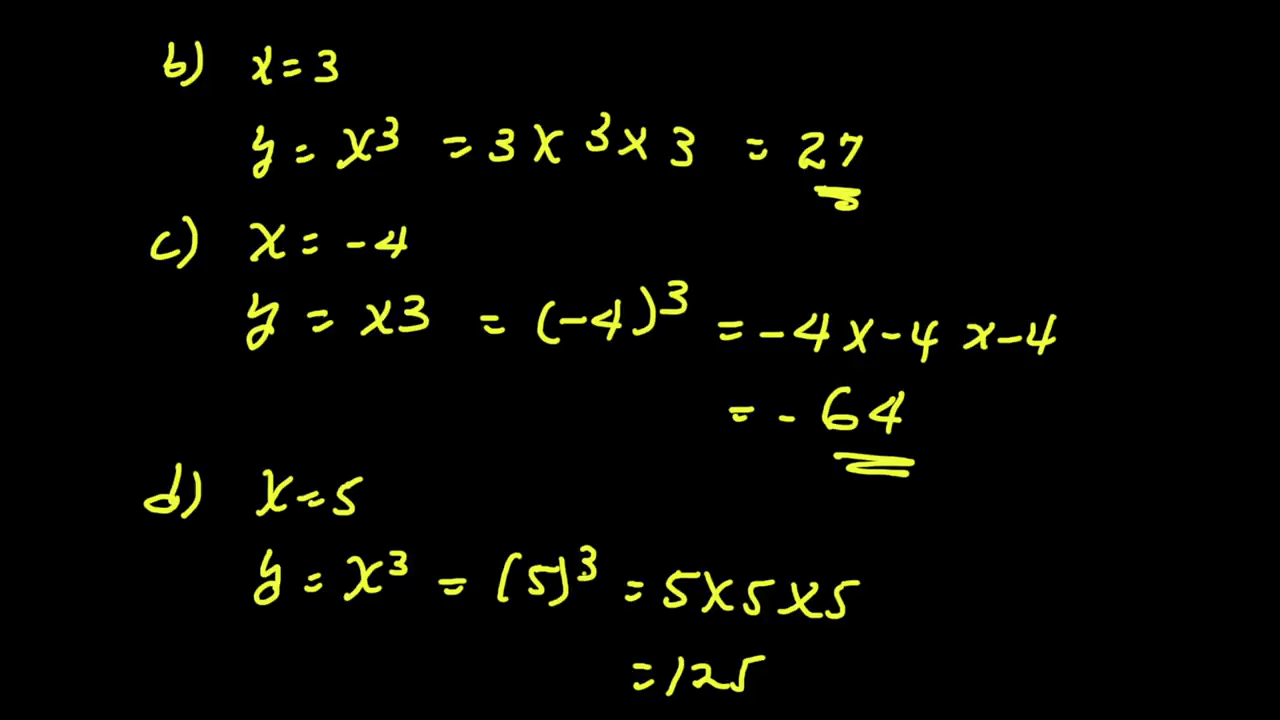 b) x = 3
y = x³ = 3 x 3 x 3 = 27
c) x = -4
y = x3 = (-4)³ = -4 x -4 x -4
= -64
d) x = 5
y = x³ = (5)³ = 5 x 5 x 5
= 125